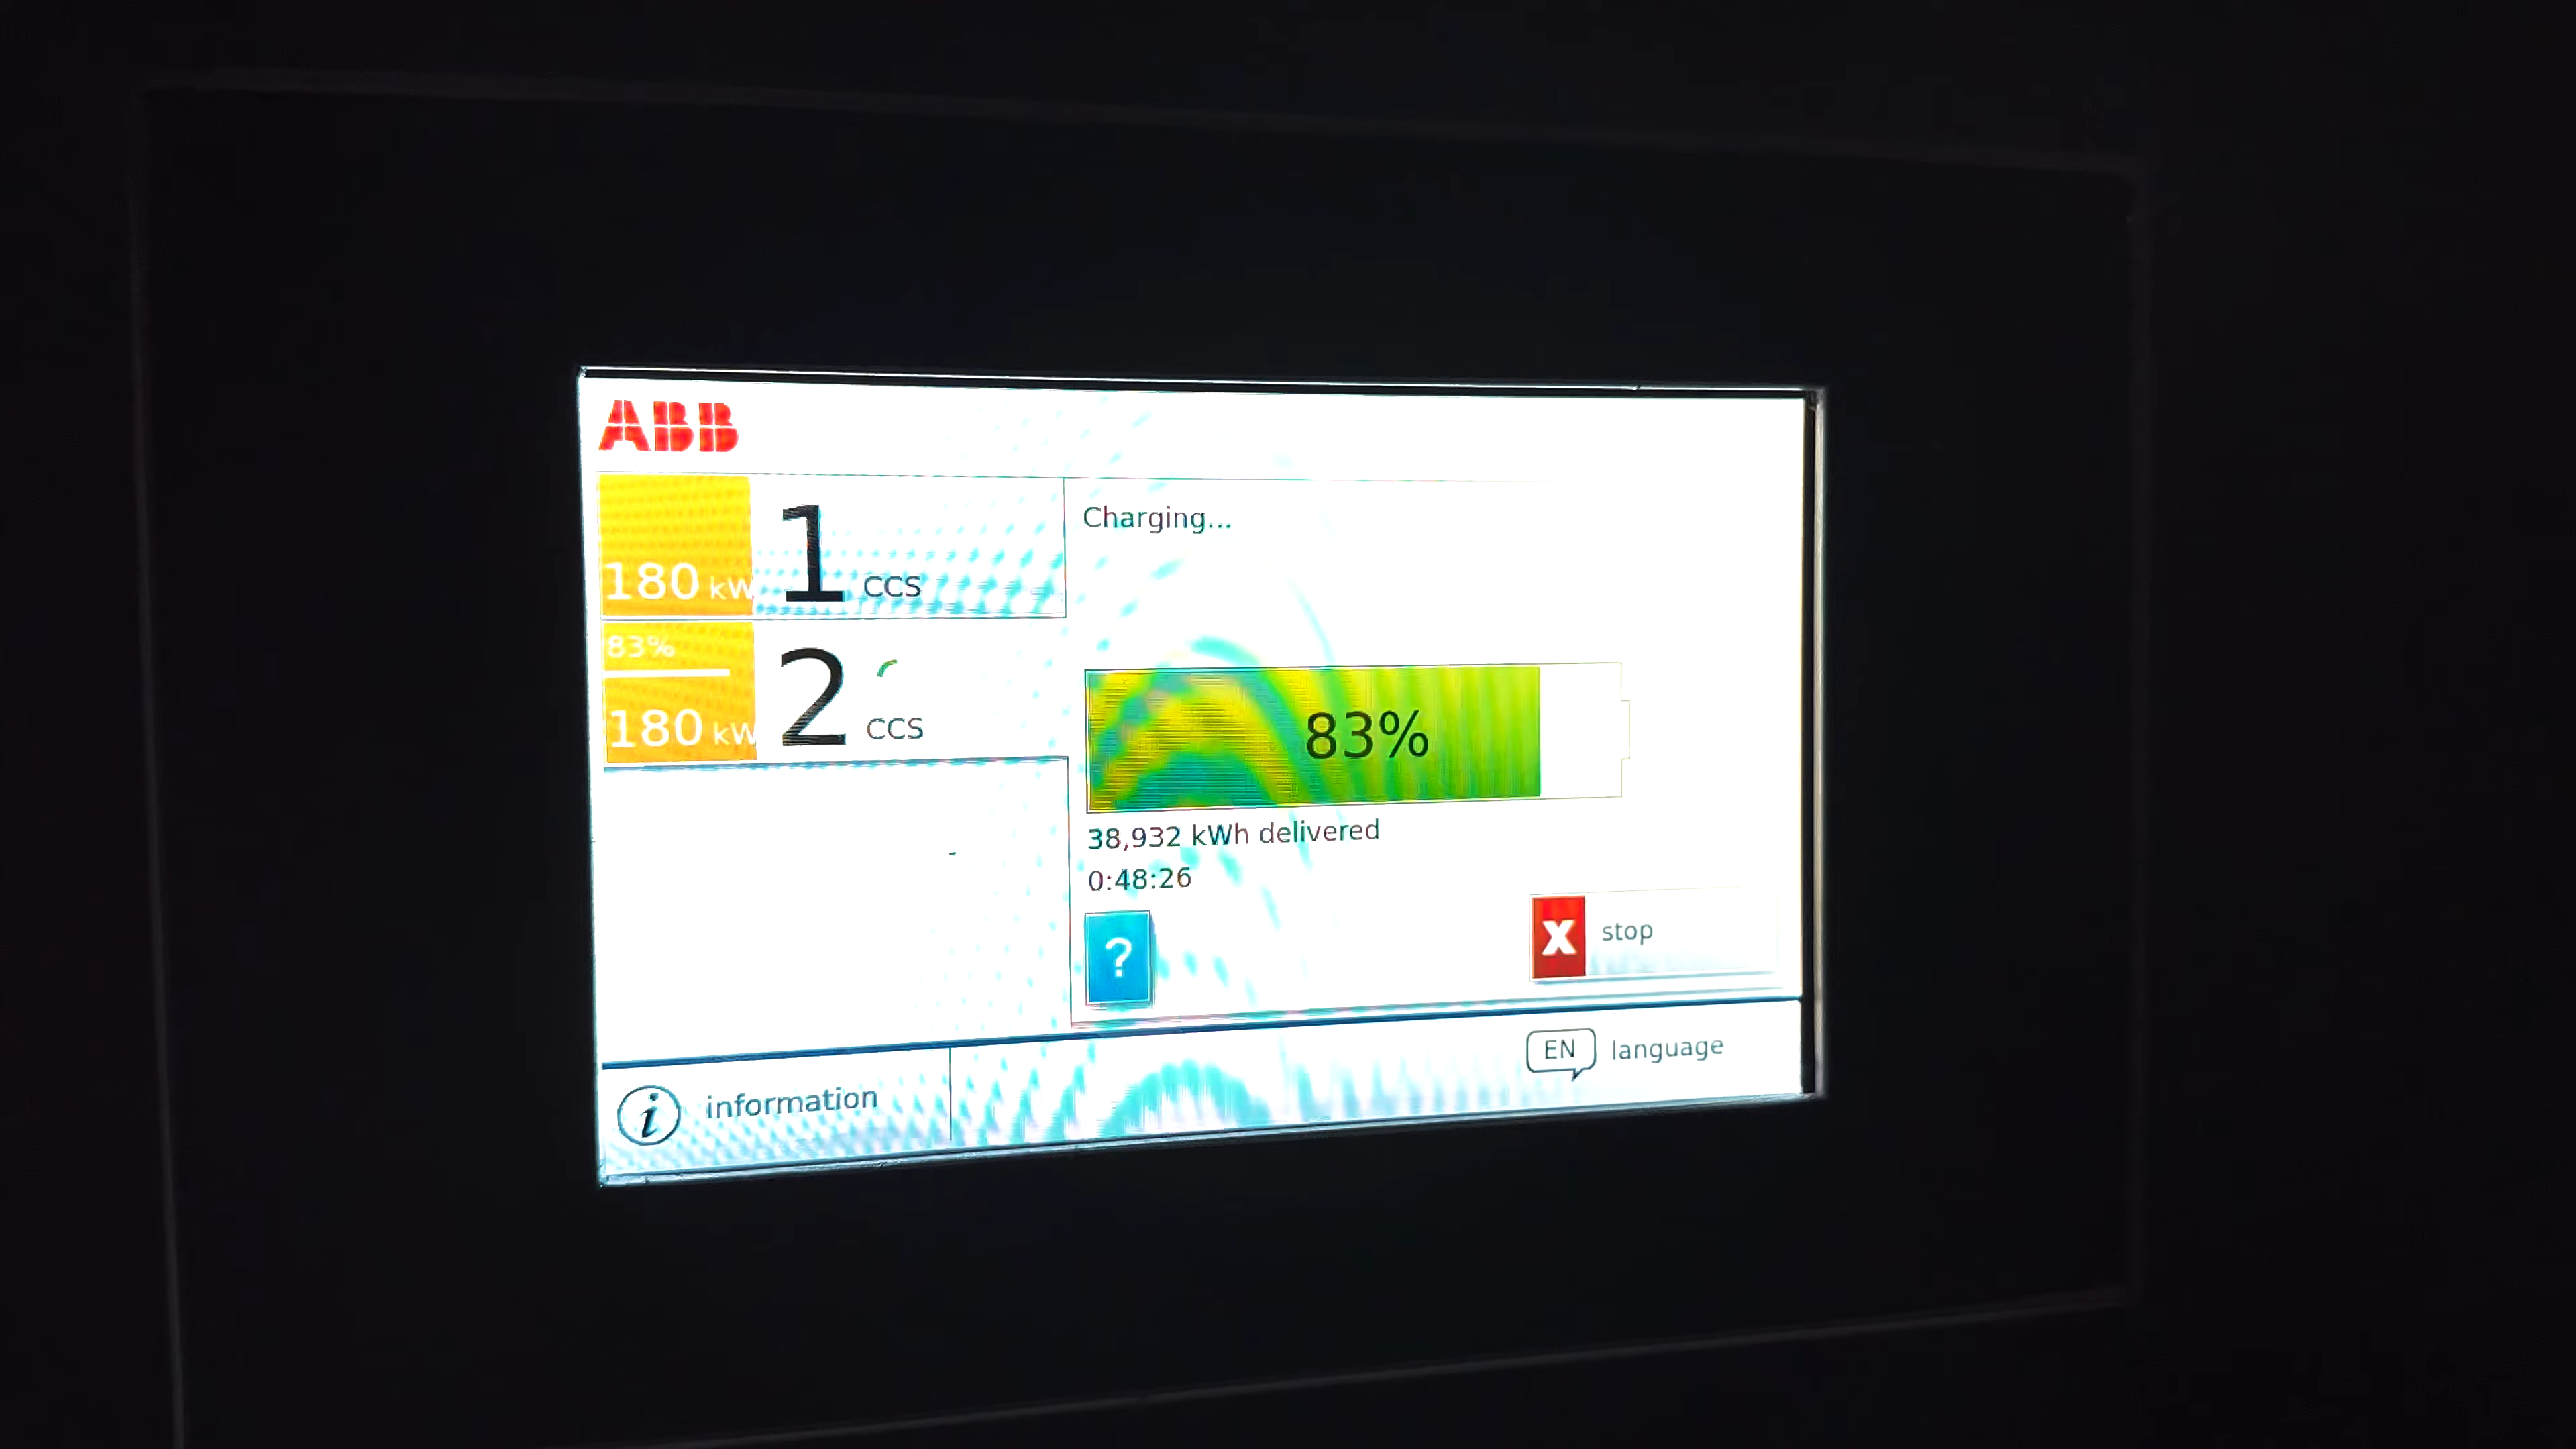 ABB
180 kW 1 CCS
83%
180 kW 2 CCS
Charging...
83%
38,932 kWh delivered
0:48:26
?
X stop
i information
EN language